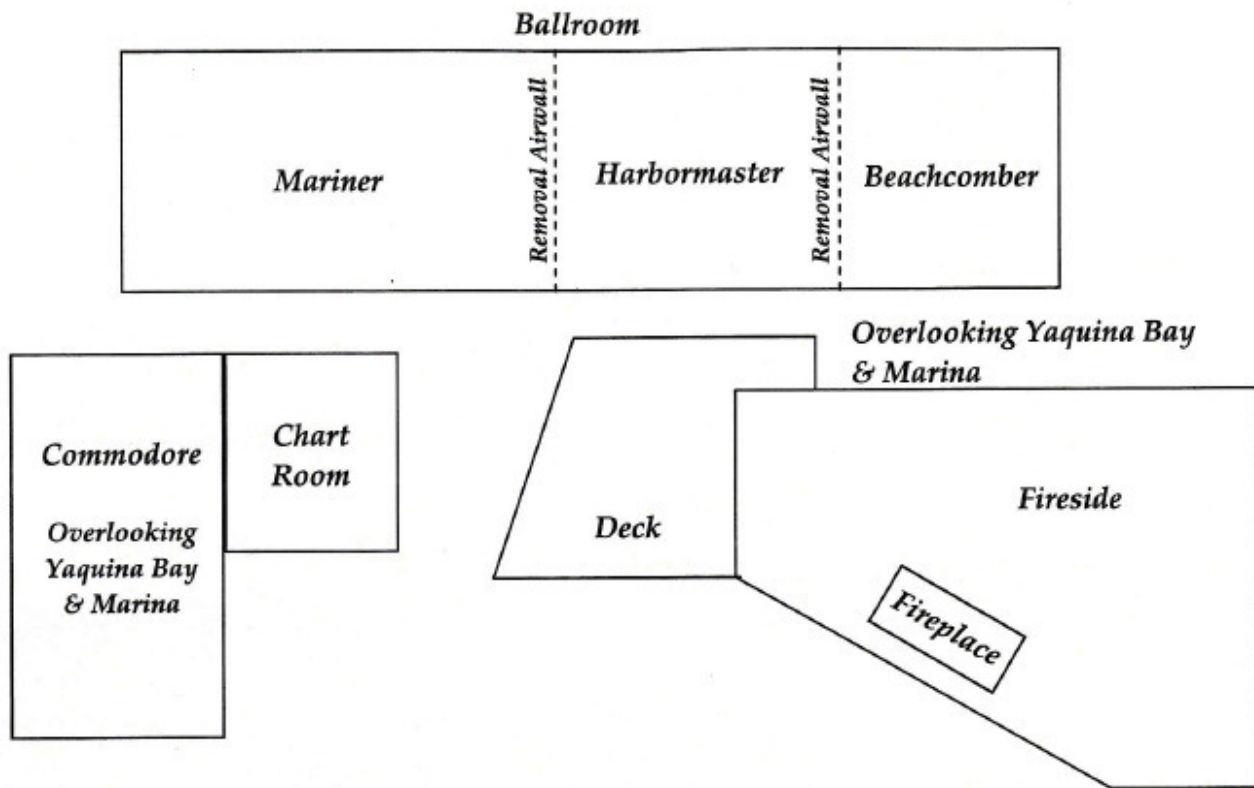 Ballroom
Mariner
Removal Airwall
Harbormaster
Removal Airwall
Beachcomber
Overlooking Yaquina Bay
& Marina
Commodore
Overlooking
Yaquina Bay
& Marina
Chart
Room
Deck
Fireside
Fireplace